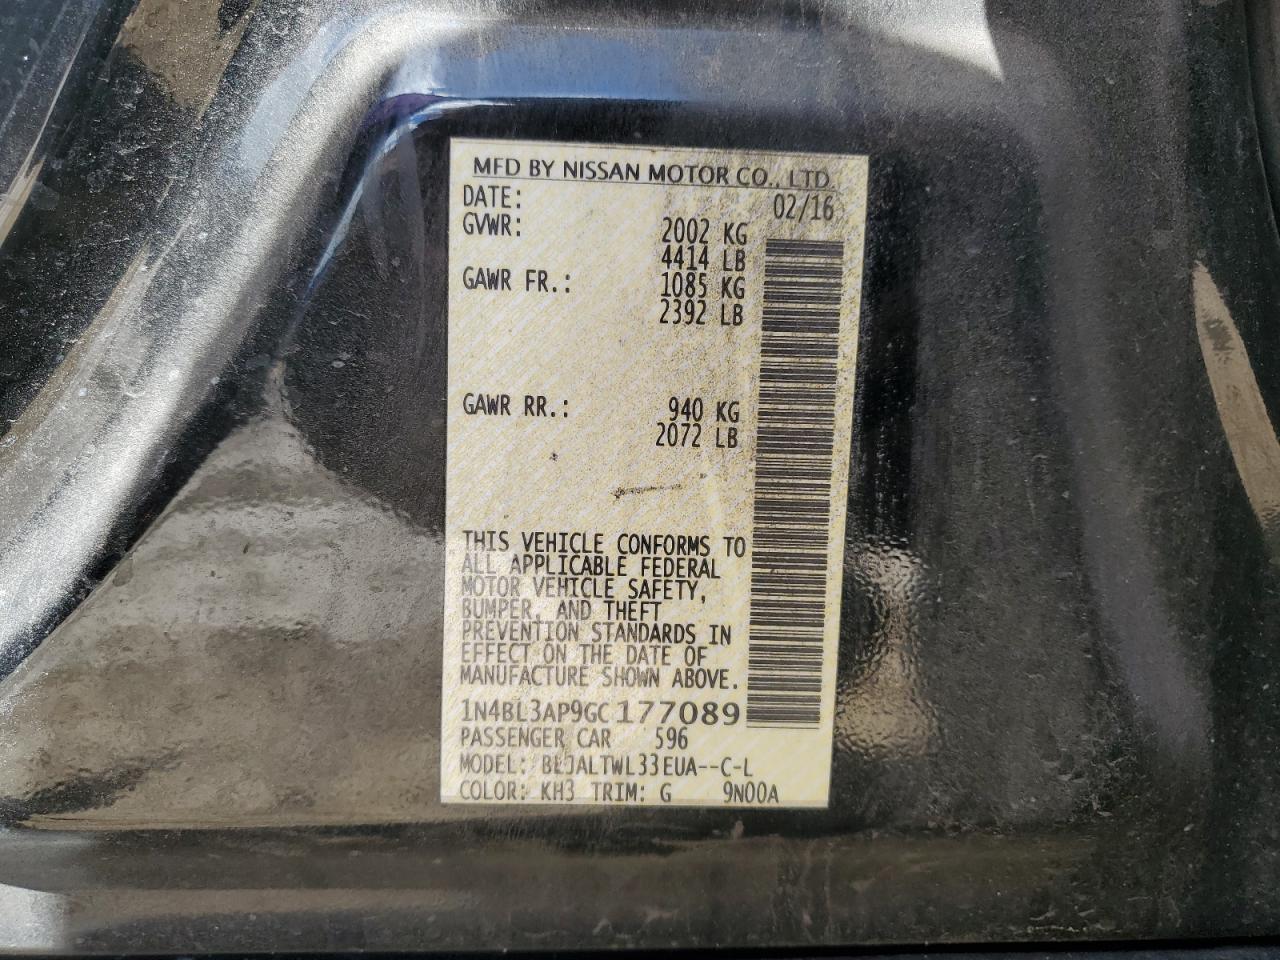 MFD BY NISSAN MOTOR CO., LTD.
DATE: 02/16
GVWR: 2002 KG
4414 LB
GAWR FR.: 1085 KG
2392 LB
GAWR RR.: 940 KG
2072 LB
THIS VEHICLE CONFORMS TO
ALL APPLICABLE FEDERAL
MOTOR VEHICLE SAFETY,
BUMPER, AND THEFT
PREVENTION STANDARDS IN
EFFECT ON THE DATE OF
MANUFACTURE SHOWN ABOVE.
1N4BL3AP9GC177089
PASSENGER CAR 596
MODEL: BLJALTWL33EUA--C-L
COLOR: KH3 TRIM: G 9N00A